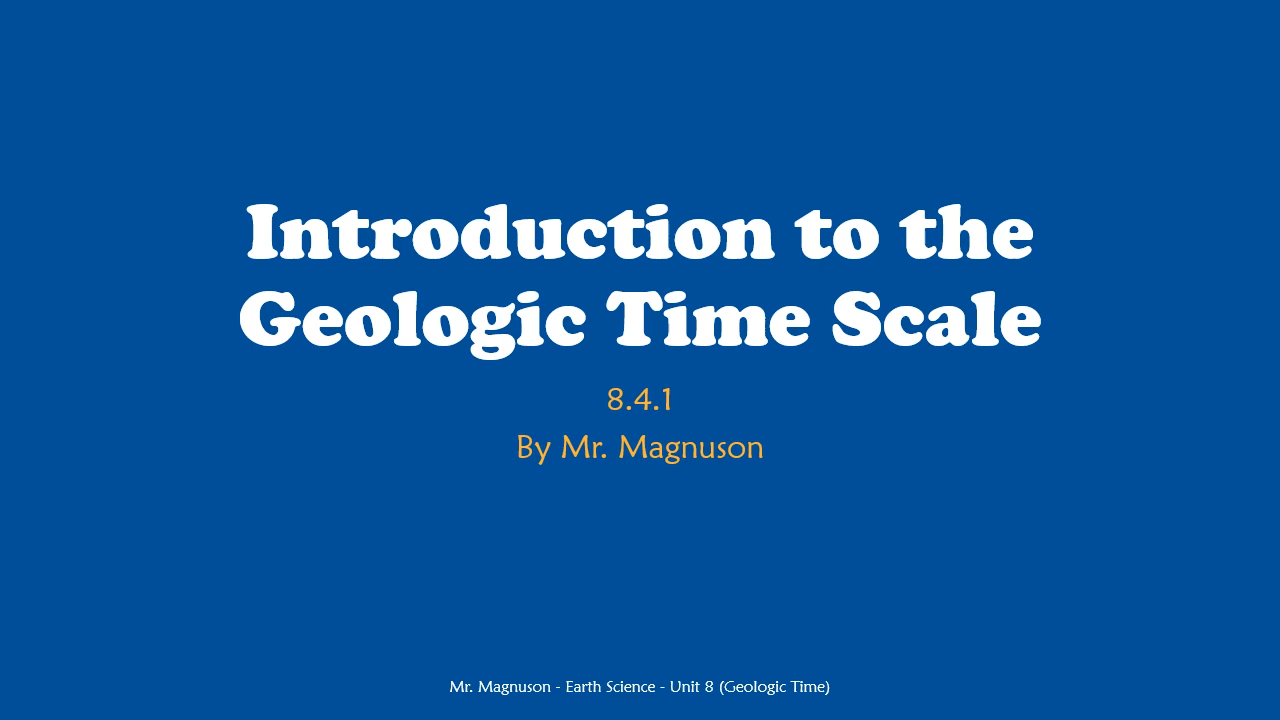 Introduction to the
Geologic Time Scale
8.4.1
By Mr. Magnuson
Mr. Magnuson - Earth Science - Unit 8 (Geologic Time)